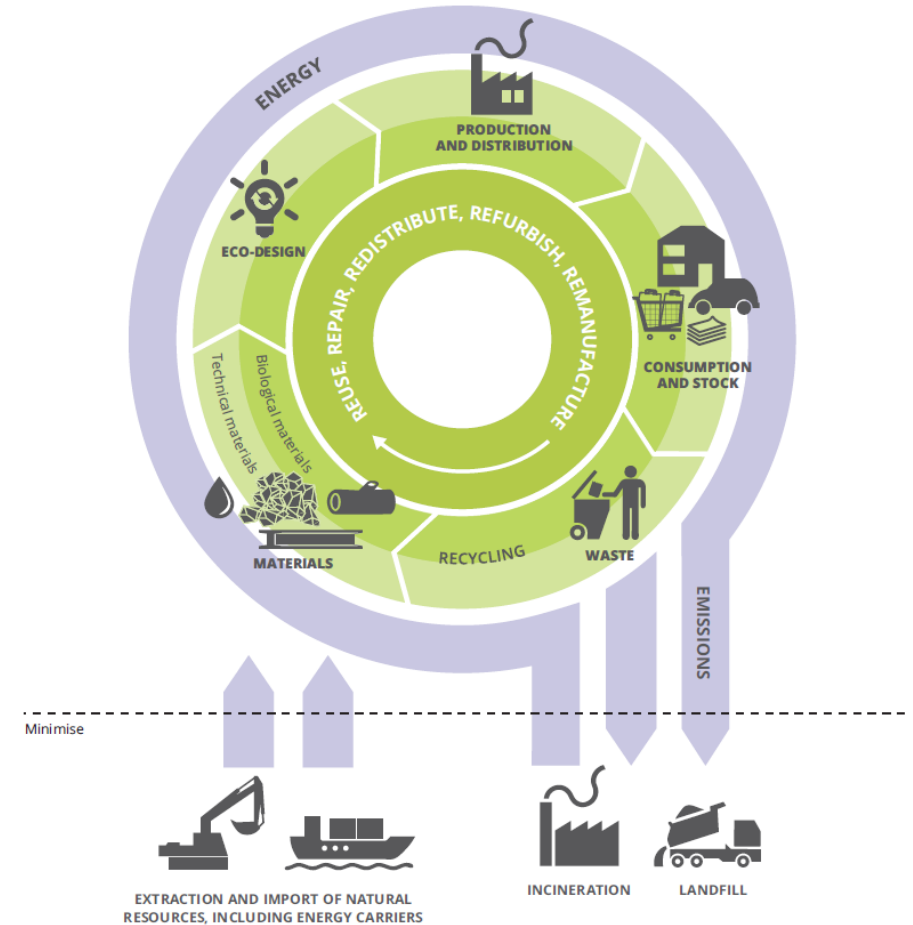 ENERGY
PRODUCTION
AND DISTRIBUTION
ECO-DESIGN
REUSE, REPAIR, REDISTRIBUTE, REFURBISH, REMANUFACTURE
CONSUMPTION
AND STOCK
Technical materials
Biological materials
MATERIALS
RECYCLING
WASTE
EMISSIONS
Minimise
EXTRACTION AND IMPORT OF NATURAL
RESOURCES, INCLUDING ENERGY CARRIERS
INCINERATION
LANDFILL